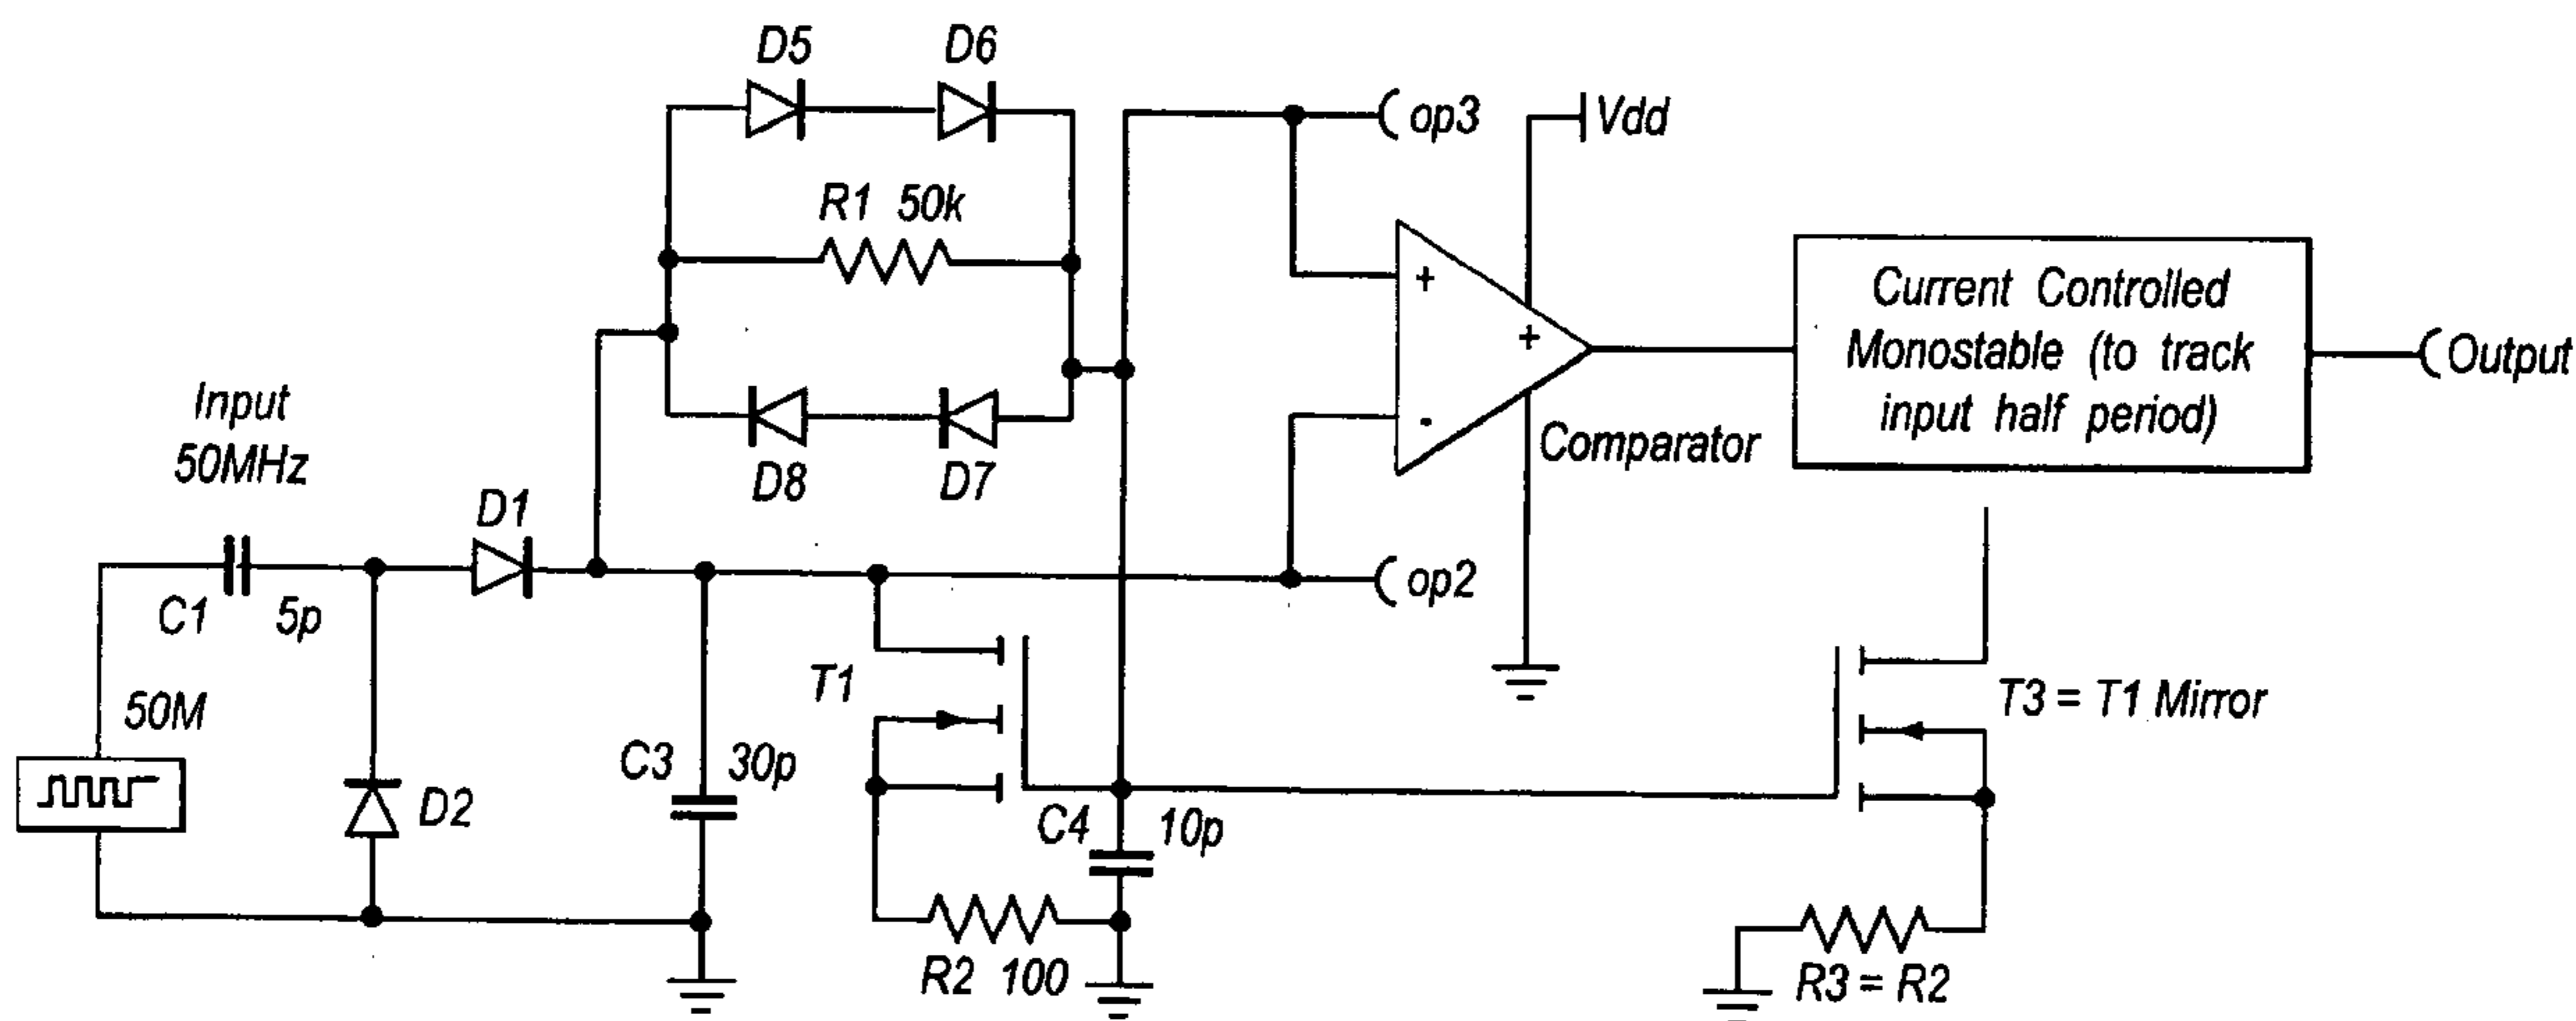 D5 D6
op3
Vdd
R1 50k
+
Current Controlled
Monostable (to track
input half period)
+
Output
Input
50MHz
-
Comparator
D8 D7
D1
C1 5p
op2
T1
50M
T3 = T1 Mirror
C3 30p
D2
C4 10p
R2 100
R3 = R2